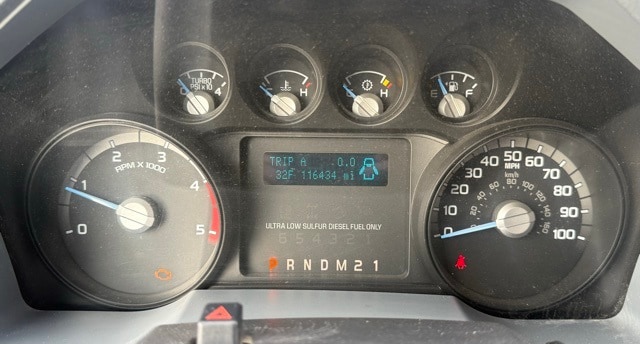 TURBO
PSI X 10
0 4
C H
C H
E F
0 1 2 3 4 5
RPM X 1000
TRIP A 0.0
32F 116434 mi
ULTRA LOW SULFUR DIESEL FUEL ONLY
P R N D M 2 1
0 10 20 30 40 50 60 70 80 90 100
MPH
km/h